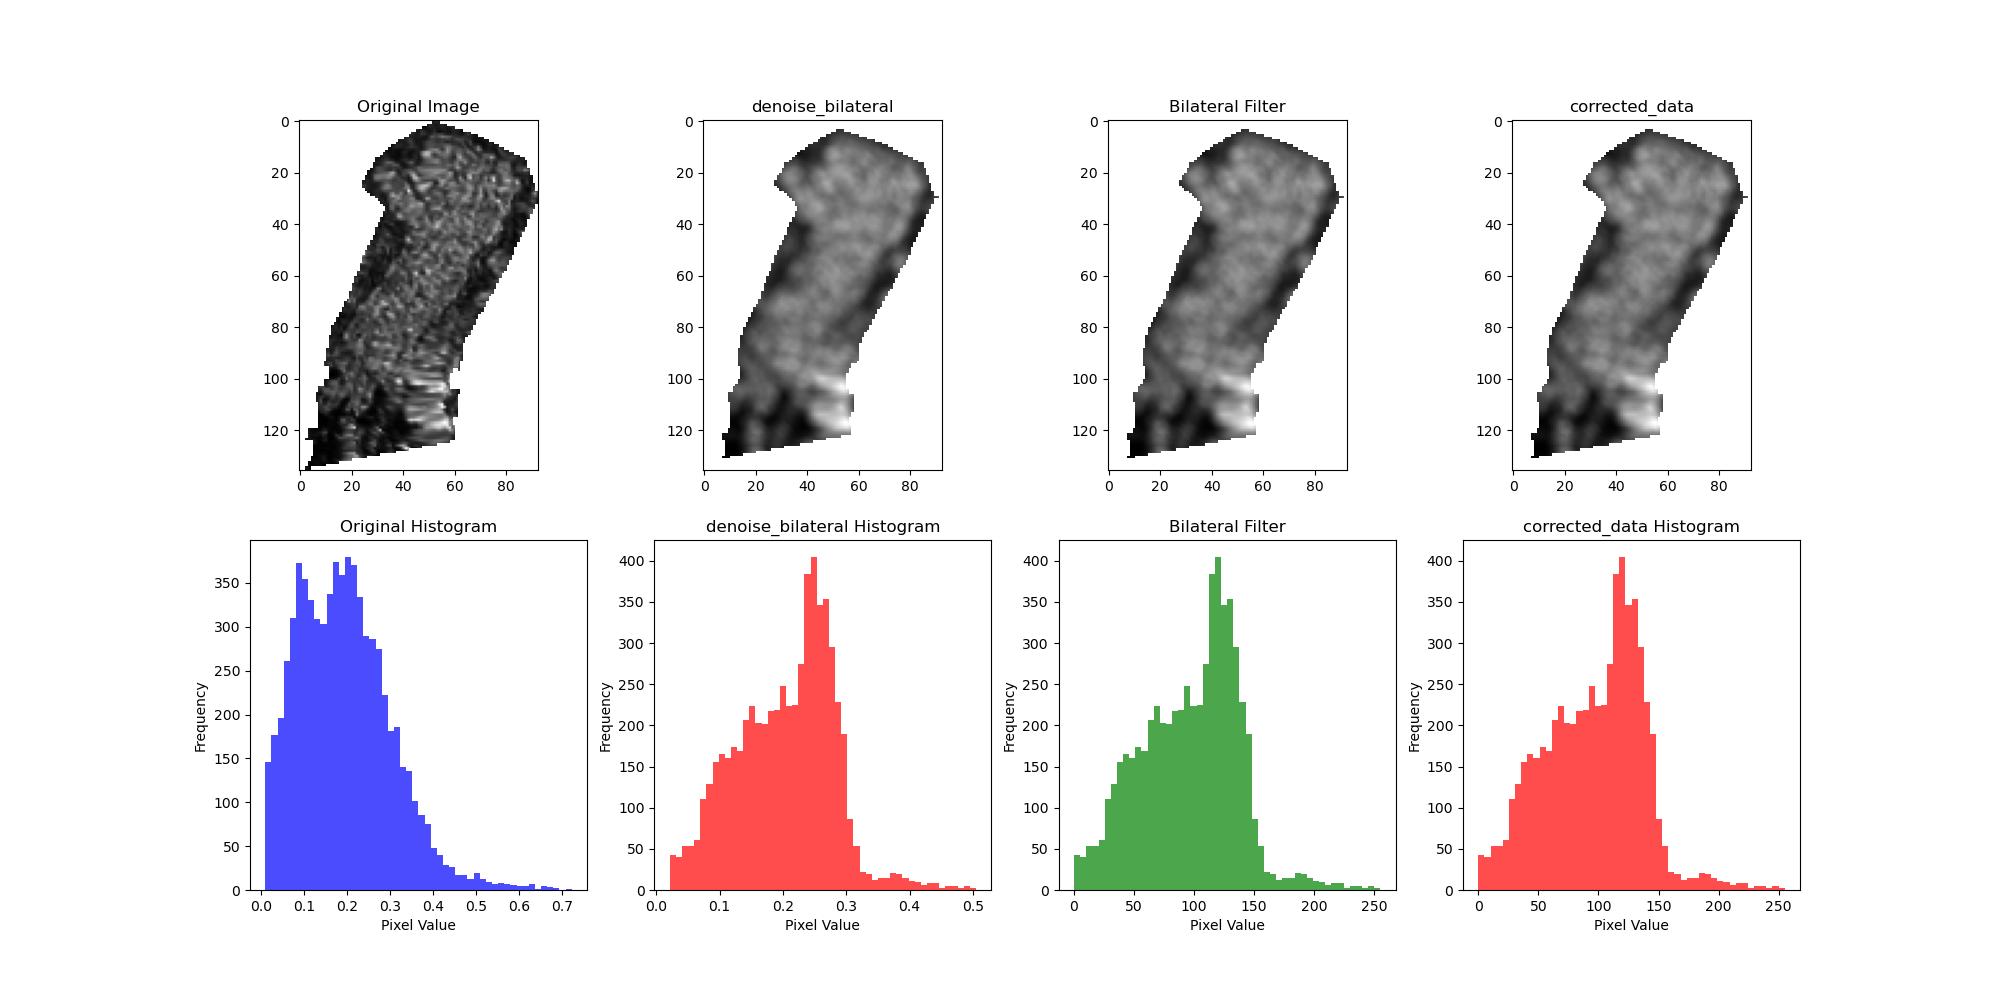 Original Image
denoise_bilateral
Bilateral Filter
corrected_data
0
20
40
60
80
100
120
0 20 40 60 80
0
20
40
60
80
100
120
0 20 40 60 80
0
20
40
60
80
100
120
0 20 40 60 80
0
20
40
60
80
100
120
0 20 40 60 80
Original Histogram
denoise_bilateral Histogram
Bilateral Filter
corrected_data Histogram
Frequency
350
300
250
200
150
100
50
0
0.0 0.1 0.2 0.3 0.4 0.5 0.6 0.7
Pixel Value
Frequency
400
350
300
250
200
150
100
50
0
0.0 0.1 0.2 0.3 0.4 0.5
Pixel Value
Frequency
400
350
300
250
200
150
100
50
0
0 50 100 150 200 250
Pixel Value
Frequency
400
350
300
250
200
150
100
50
0
0 50 100 150 200 250
Pixel Value